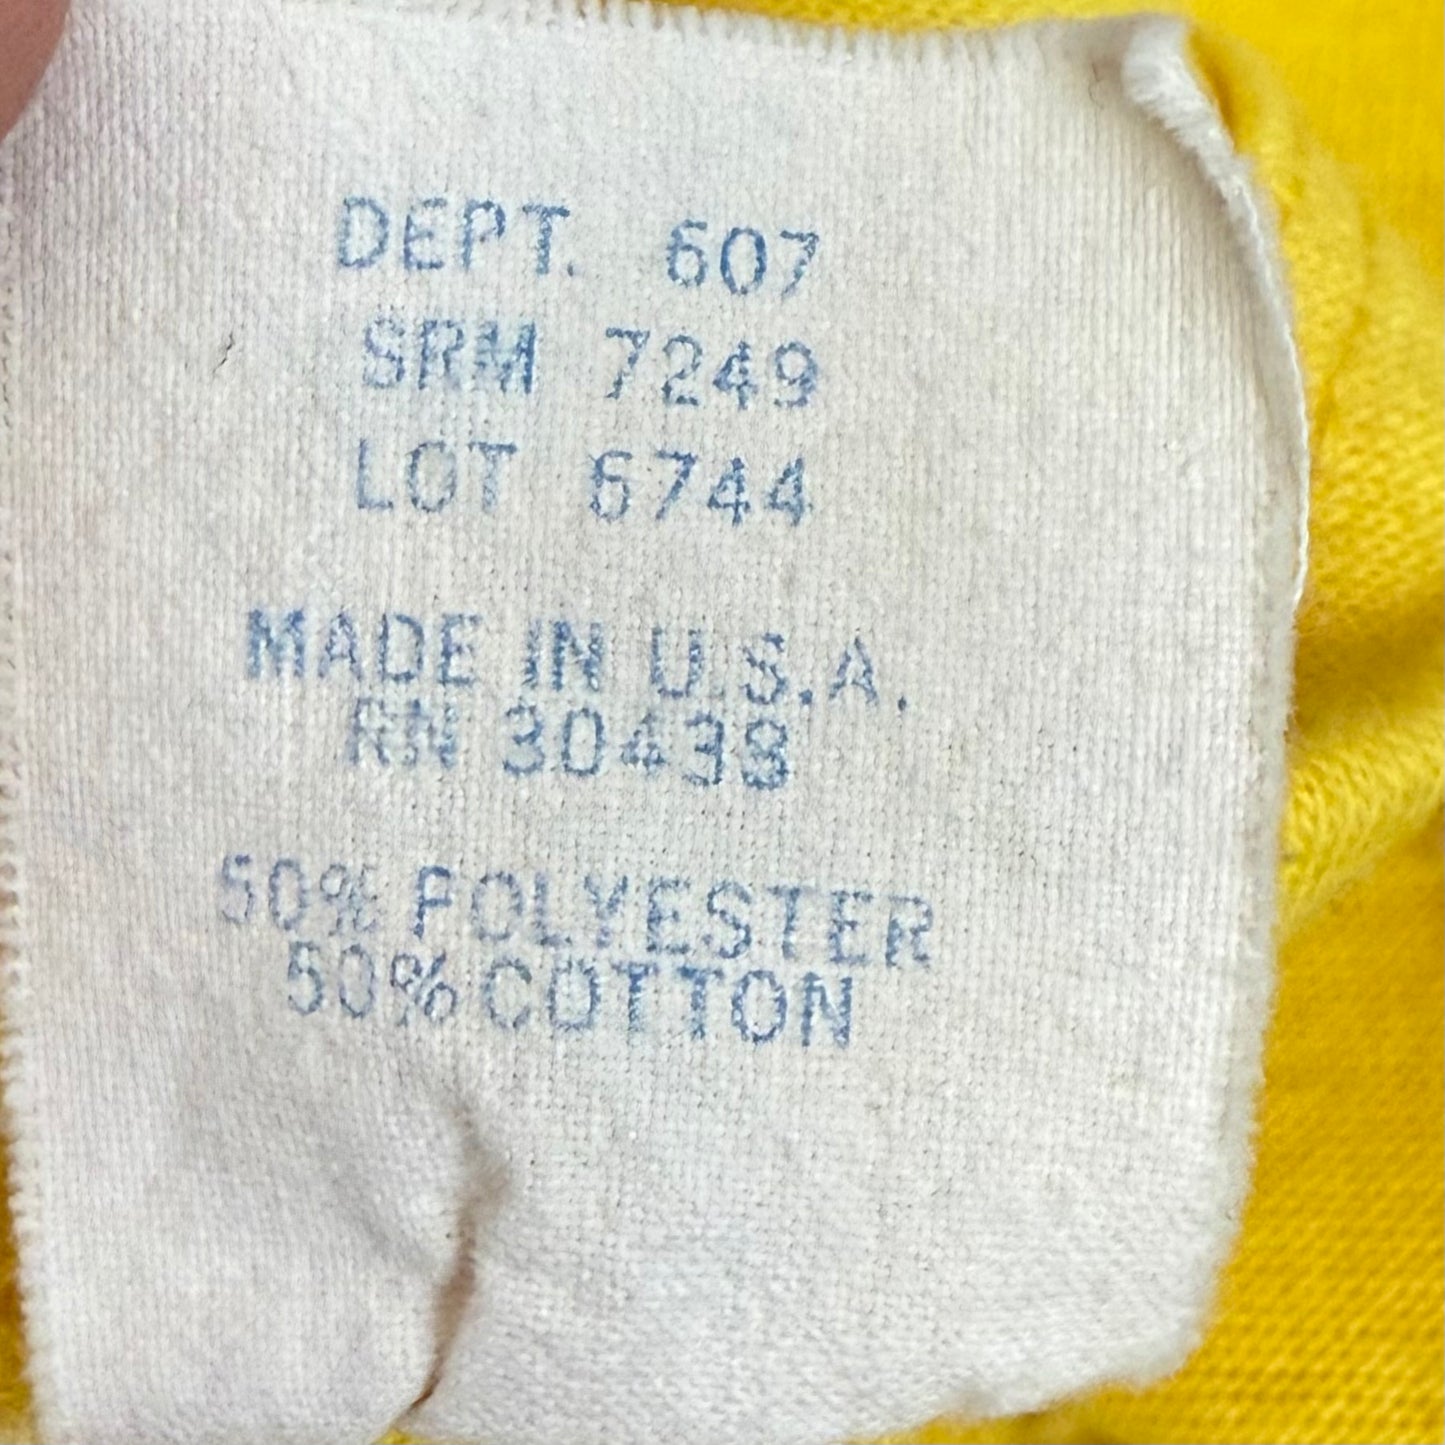 DEPT. 607
SRM 7249
LOT 6744
MADE IN U.S.A.
RN 30438
50% POLYESTER
50% COTTON